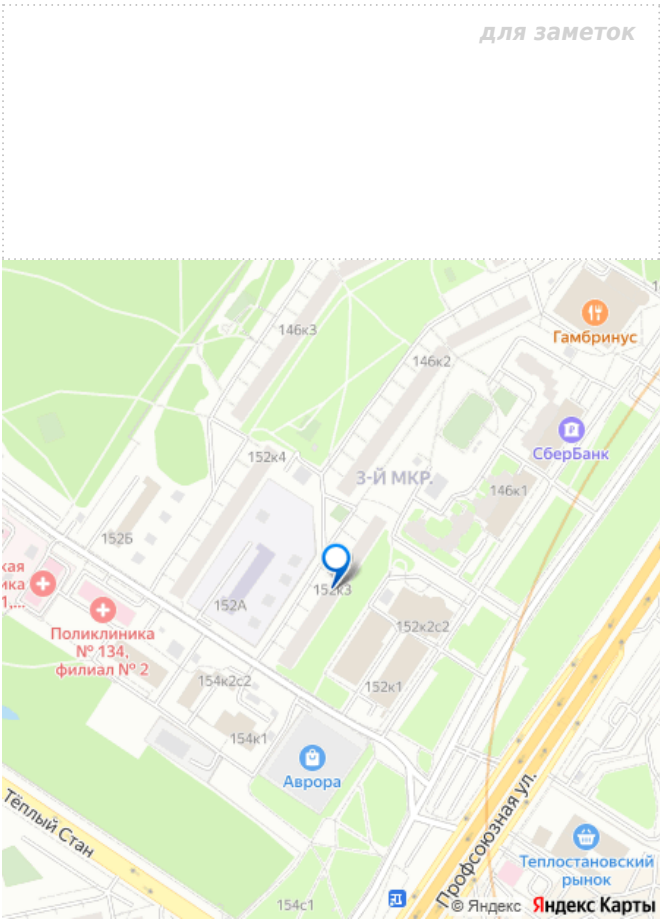 для заметок
146к3
Гамбринус
146к2
СберБанк
152к4
3-Й МКР.
146к1
152Б
152к3
152А
Поликлиника
№ 134,
филиал № 2
152к2с2
154к2с2
152к1
154к1
Аврора
Тёплый Стан
Профсоюзная ул.
Теплостановский
рынок
154с1
© Яндекс Яндекс Карты